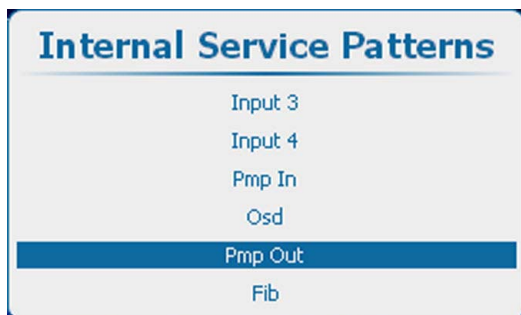 Internal Service Patterns
Input 3
Input 4
Pmp In
Osd
Pmp Out
Fib